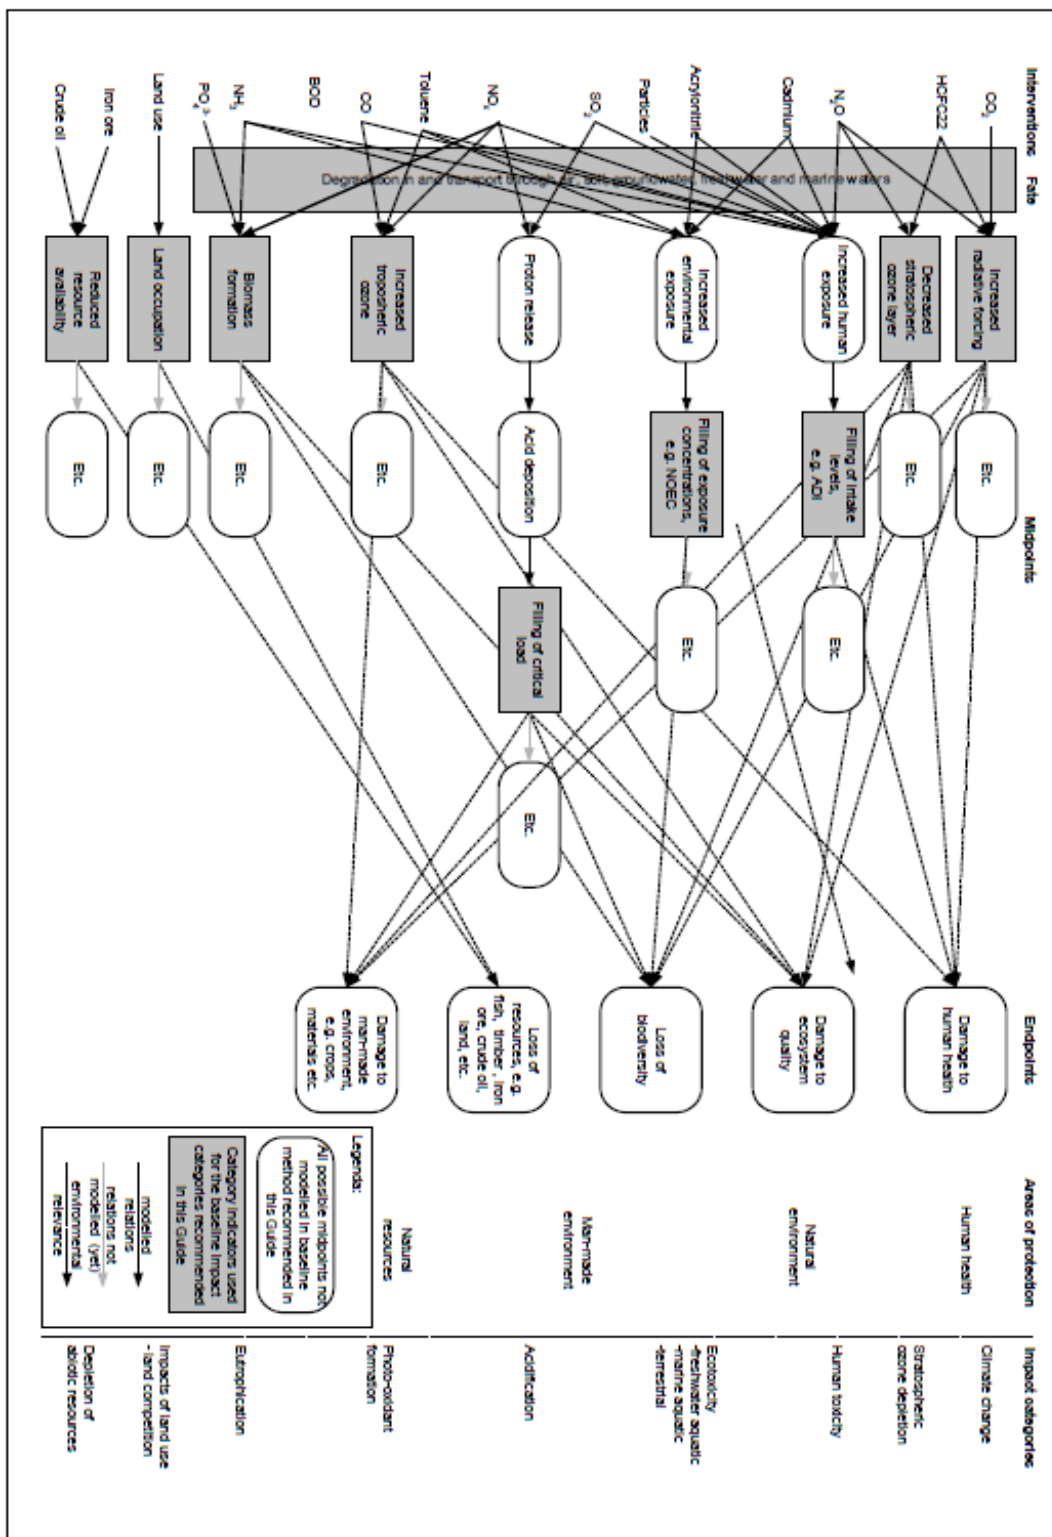 Interventions
CO2
HCFC22
N2O
Cadmium
Acrylonitrile
Particles
SO2
NOx
Toluene
CO
BOD
NH3
PO4 3-
Land use
Iron ore
Crude oil
Fate
Degradation in and transport through air, soil, groundwater, freshwater and marine waters
Midpoints
Increased
radiative forcing
Decreased
stratospheric
ozone layer
Increased human
exposure
Increased
environmental
exposure
Proton release
Increased
tropospheric
ozone
Biomass
formation
Land occupation
Reduced
resource
availability
Etc.
Etc.
Filling of intake
levels,
e.g. ADI
Filling of exposure
concentrations,
e.g. NOEC
Acid deposition
Etc.
Etc.
Etc.
Etc.
Etc.
Etc.
Filling of critical
load
Etc.
Endpoints
Damage to
human health
Damage to
ecosystem
quality
Loss of
biodiversity
Loss of
resources, e.g.
fish, timber, iron
ore, crude oil,
land, etc.
Damage to
man-made
environment,
e.g. crops,
materials etc.
Areas of protection
Human health
Natural
environment
Man-made
environment
Natural
resources
Impact categories
Climate change
Stratospheric
ozone depletion
Human toxicity
Ecotoxicity
-freshwater aquatic
-marine aquatic
-terrestrial
Acidification
Photo-oxidant
formation
Eutrophication
Impacts of land use
- land competition
Depletion of
abiotic resources
Legenda:
All possible midpoints not
modelled in baseline
method recommended in
this Guide
Category indicators used
for the baseline impact
categories recommended
in this Guide
modelled
relations
relations not
modelled (yet)
environmental
relevance